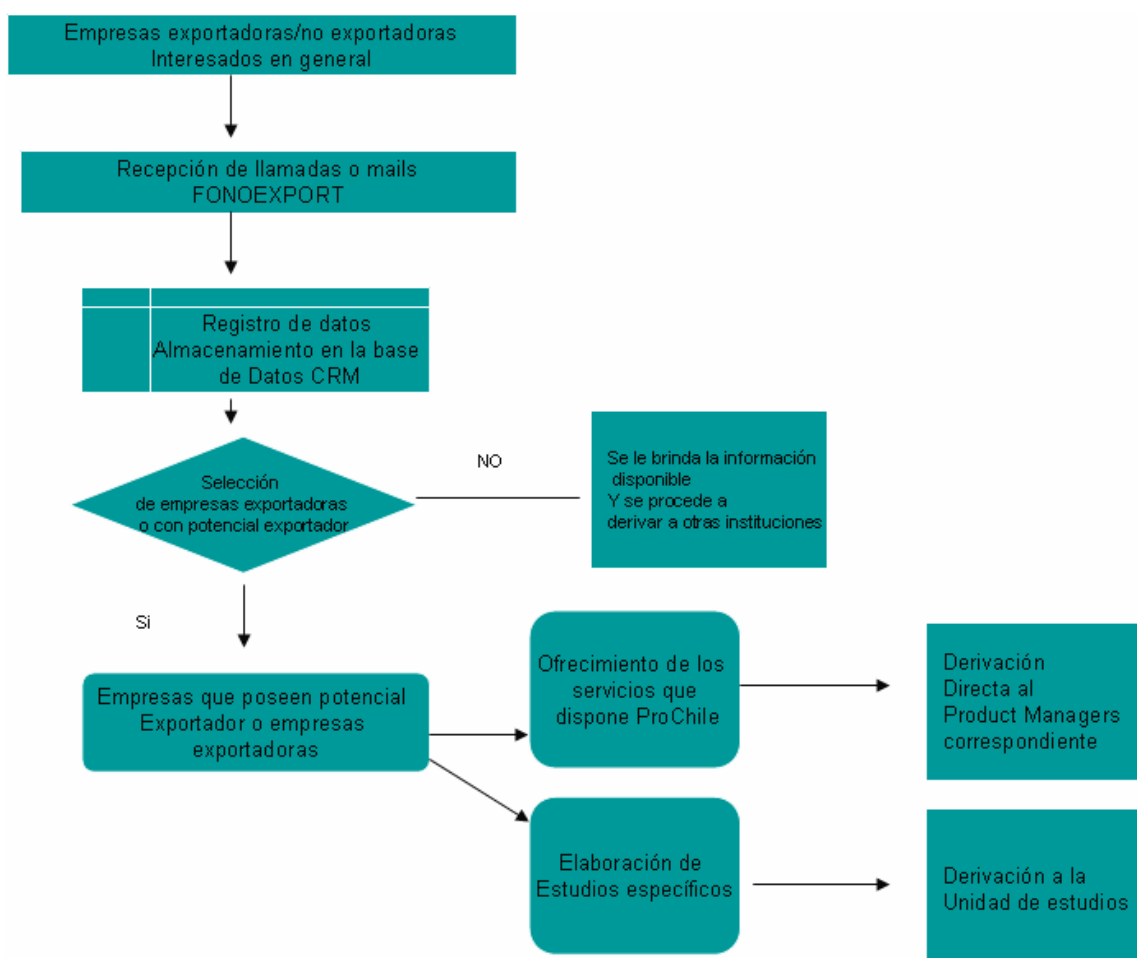 Empresas exportadoras/no exportadoras
Interesados en general
Recepción de llamadas o mails
FONOEXPORT
Registro de datos
Almacenamiento en la base
de Datos CRM
Selección
de empresas exportadoras
o con potencial exportador
NO
Se le brinda la información
disponible
Y se procede a
derivar a otras instituciones
Si
Empresas que poseen potencial
Exportador o empresas
exportadoras
Ofrecimiento de los
servicios que
dispone ProChile
Derivación
Directa al
Product Managers
correspondiente
Elaboración de
Estudios específicos
Derivación a la
Unidad de estudios